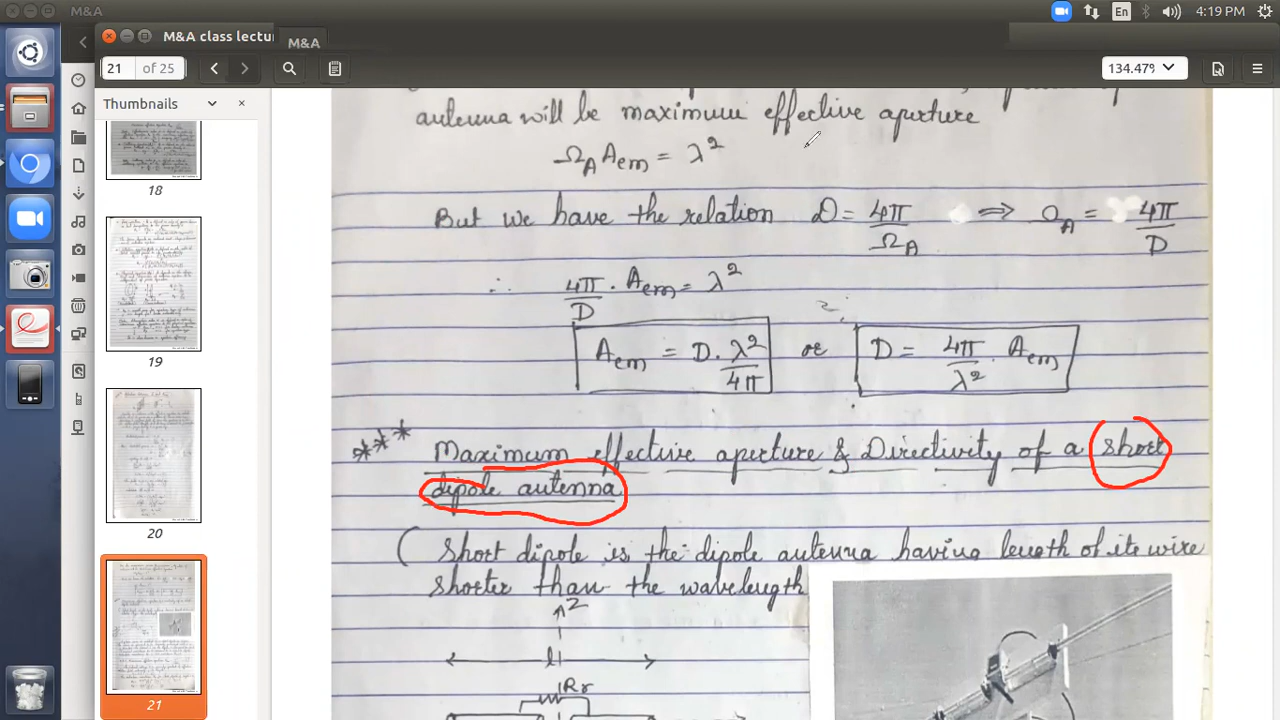 M&A
En
4:19 PM
M&A class lectur
M&A
21 of 25
134.47%
Thumbnails
18
19
20
21
antenna will be maximum effective aperture
Ω_A A_em = λ²
But we have the relation D = 4π/Ω_A ⇒ Ω_A = 4π/D
∴ 4π/D · A_em = λ²
A_em = D. λ²/4π or D = 4π/λ² · A_em
*** Maximum effective aperture & Directivity of a short
dipole antenna
( Short dipole is the dipole antenna having length of its wire
shorter than the wavelength
l
Rr